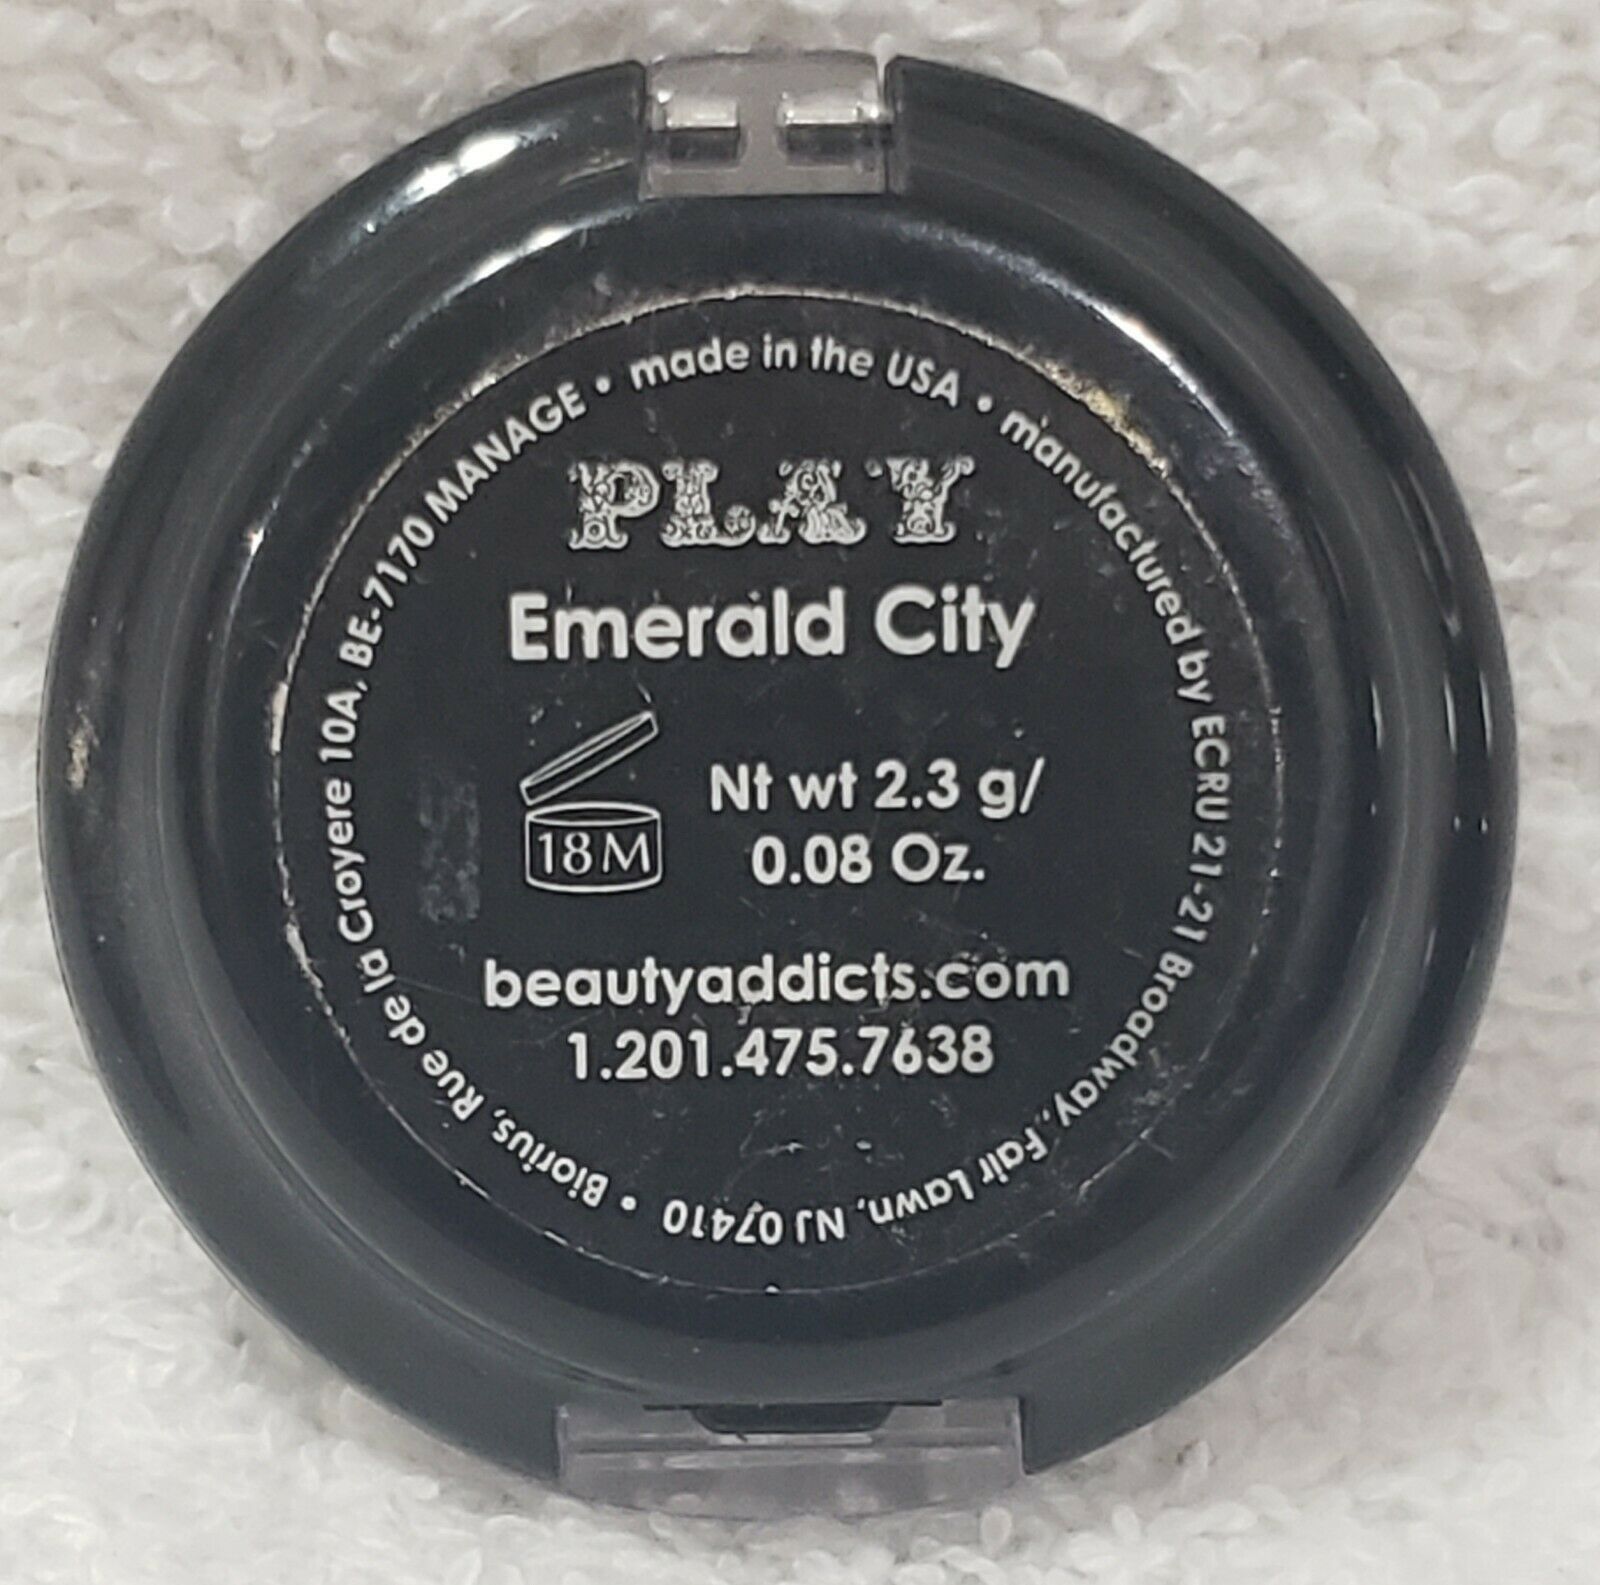 PLAY
Emerald City
18M
Nt wt 2.3 g/
0.08 Oz.
beautyaddicts.com
1.201.475.7638
made in the USA • manufactured by ECRU 21-21 Broadway, Fair Lawn, NJ 07410 • Biorius, Rue de la Croyere 10A, BE-7170 MANAGE •